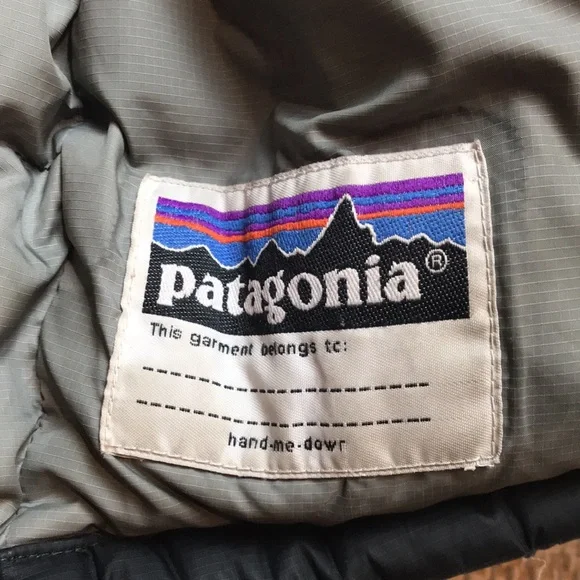 patagonia®
This garment belongs to:
hand-me-down